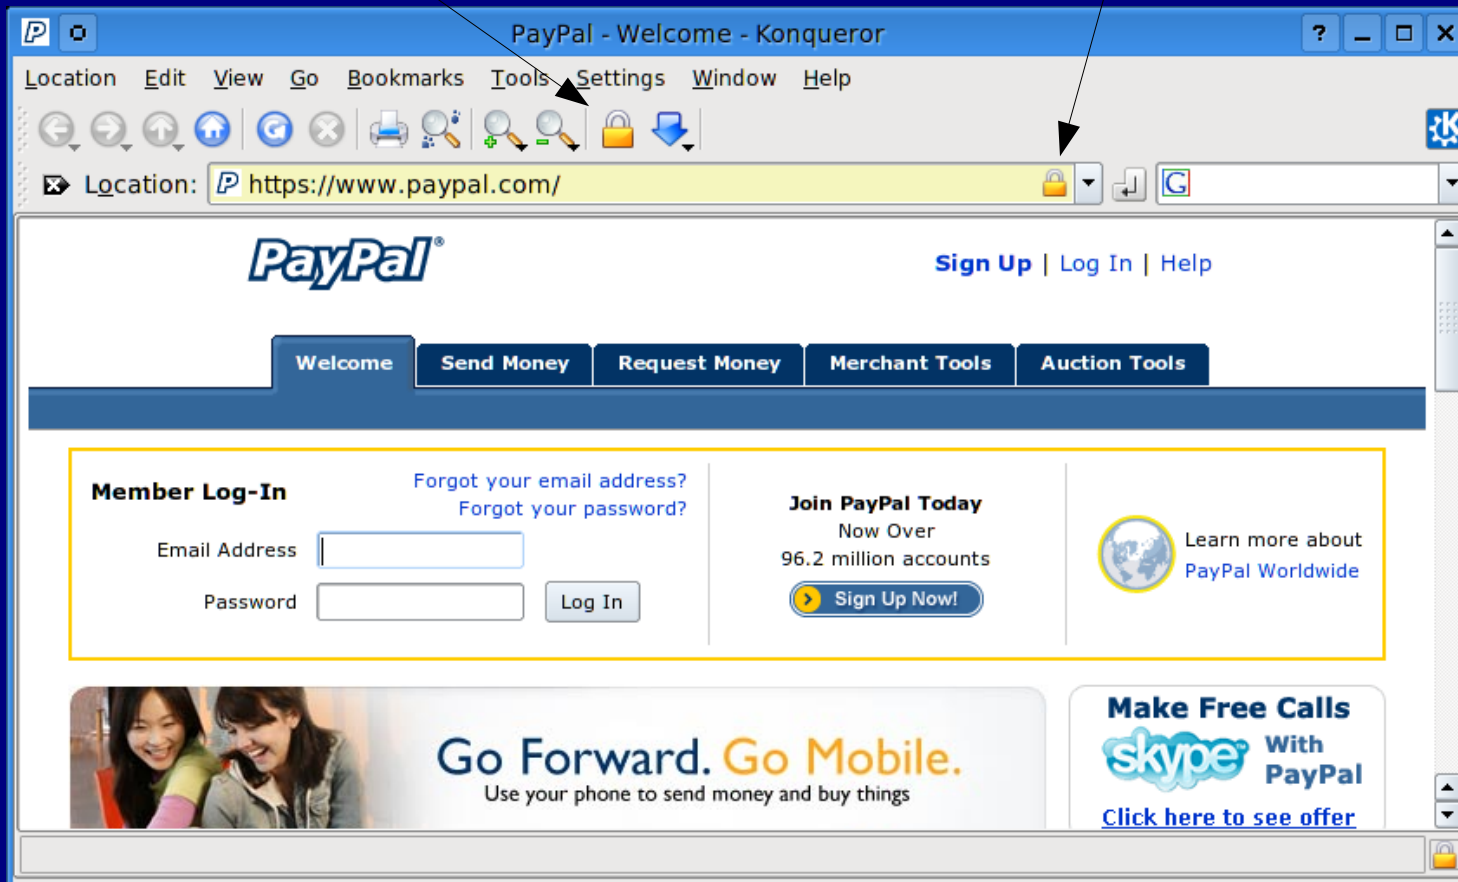 PayPal - Welcome - Konqueror
?
Location Edit View Go Bookmarks Tools Settings Window Help
Location: P https://www.paypal.com/ G
PayPal®
Sign Up | Log In | Help
Welcome Send Money Request Money Merchant Tools Auction Tools
Member Log-In
Forgot your email address?
Forgot your password?
Email Address
Password
Log In
Join PayPal Today
Now Over
96.2 million accounts
Sign Up Now!
Learn more about
PayPal Worldwide
Go Forward. Go Mobile.
Use your phone to send money and buy things
Make Free Calls
skype™ With
PayPal
Click here to see offer